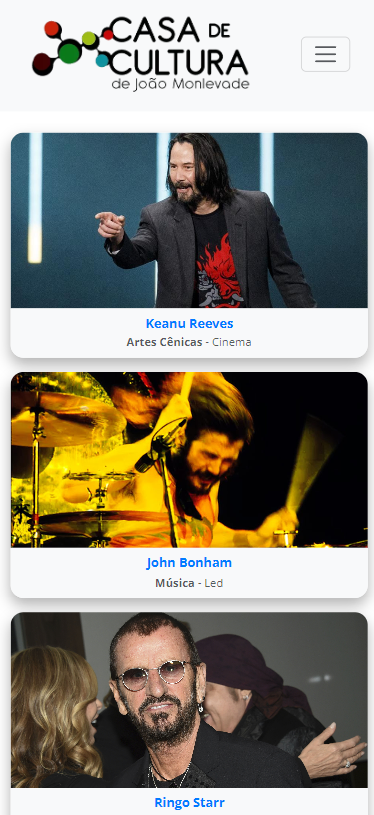 CASA DE
CULTURA
de João Monlevade
Keanu Reeves
Artes Cênicas - Cinema
John Bonham
Música - Led
Ringo Starr